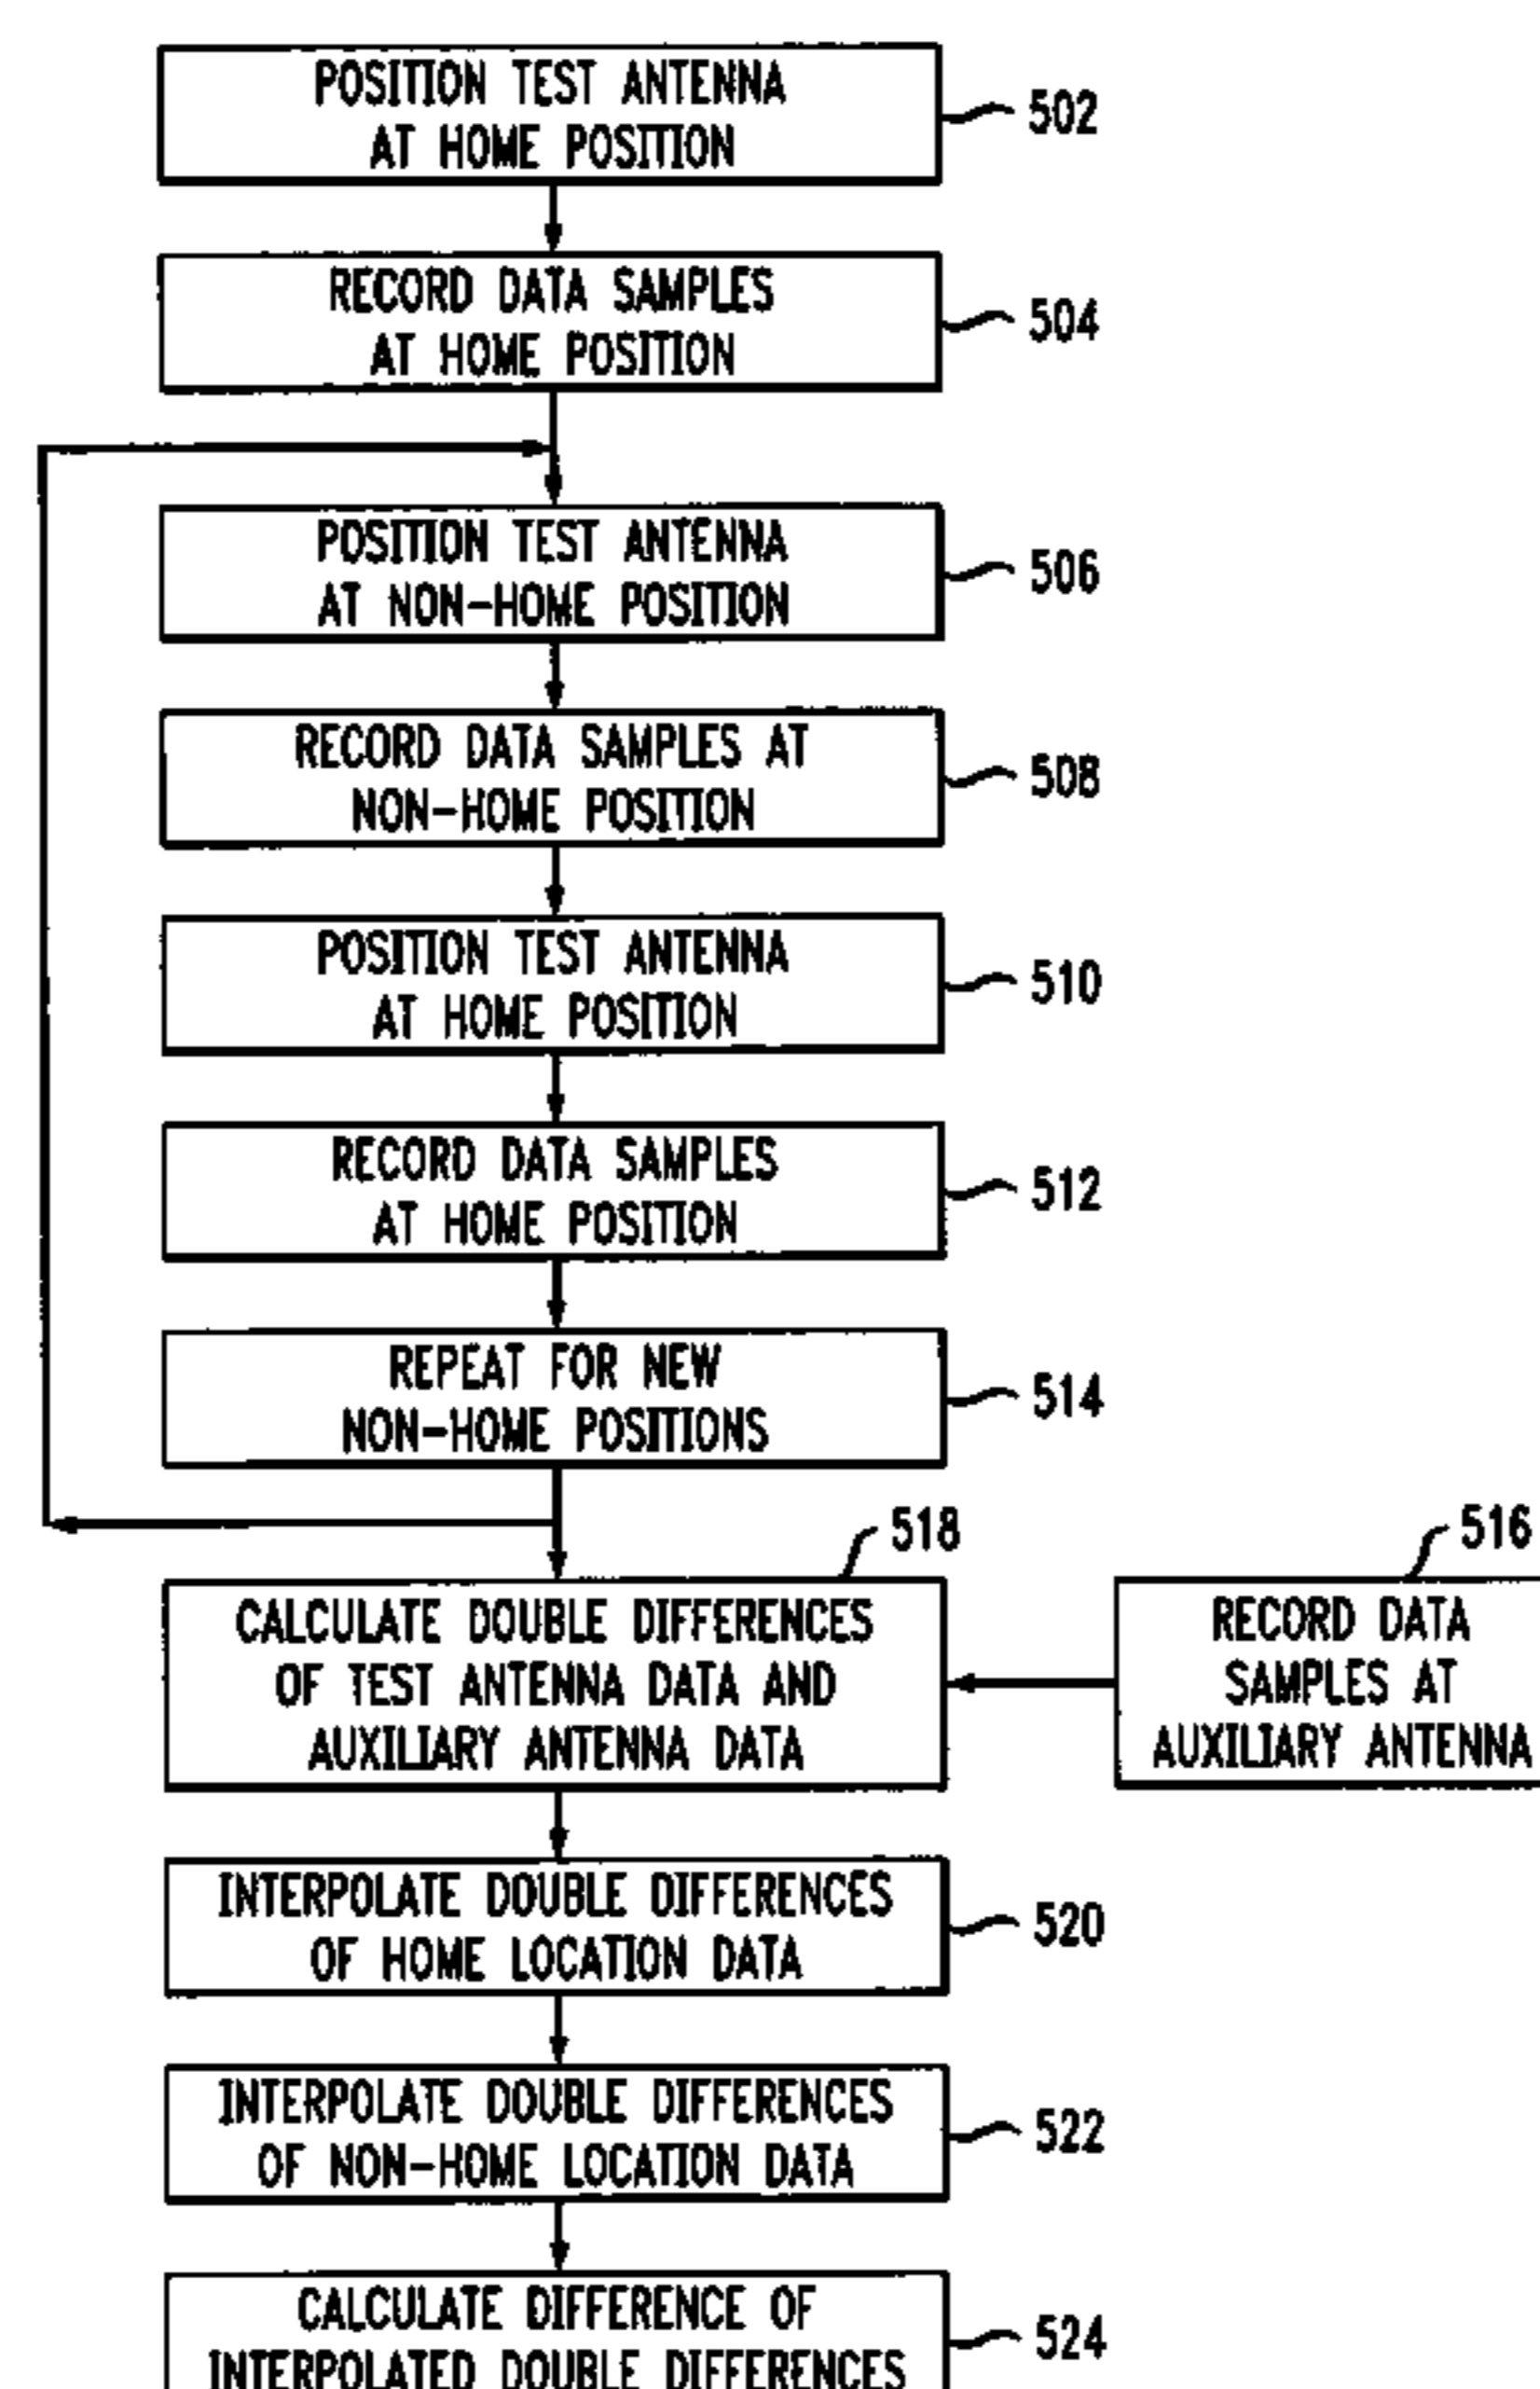 POSITION TEST ANTENNA
AT HOME POSITION
502
RECORD DATA SAMPLES
AT HOME POSITION
504
POSITION TEST ANTENNA
AT NON-HOME POSITION
506
RECORD DATA SAMPLES AT
NON-HOME POSITION
508
POSITION TEST ANTENNA
AT HOME POSITION
510
RECORD DATA SAMPLES
AT HOME POSITION
512
REPEAT FOR NEW
NON-HOME POSITIONS
514
518
CALCULATE DOUBLE DIFFERENCES
OF TEST ANTENNA DATA AND
AUXILIARY ANTENNA DATA
516
RECORD DATA
SAMPLES AT
AUXILIARY ANTENNA
INTERPOLATE DOUBLE DIFFERENCES
OF HOME LOCATION DATA
520
INTERPOLATE DOUBLE DIFFERENCES
OF NON-HOME LOCATION DATA
522
CALCULATE DIFFERENCE OF
INTERPOLATED DOUBLE DIFFERENCES
524